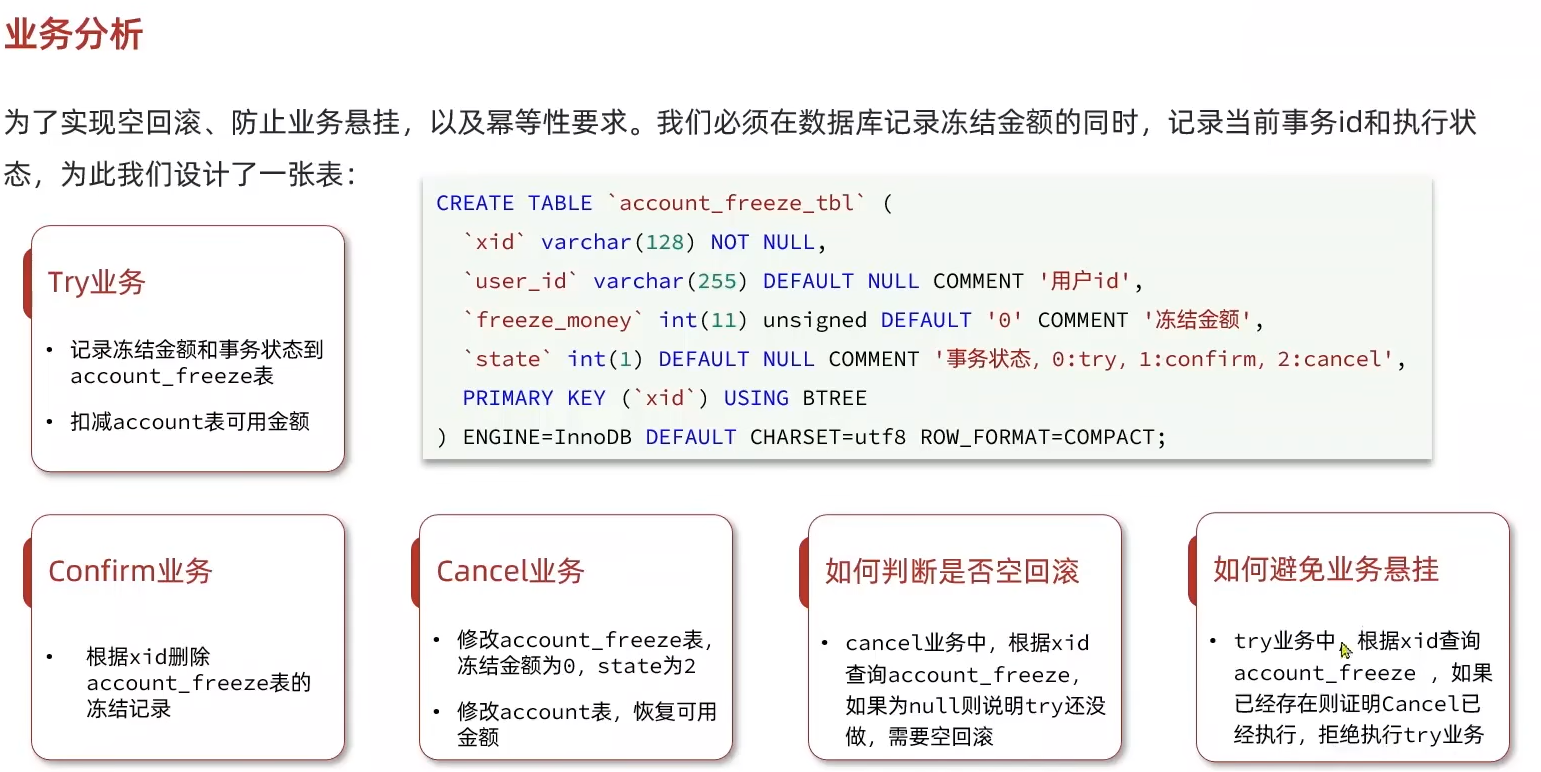 业务分析
为了实现空回滚、防止业务悬挂，以及幂等性要求。我们必须在数据库记录冻结金额的同时，记录当前事务id和执行状
态，为此我们设计了一张表：
CREATE TABLE `account_freeze_tbl` (
`xid` varchar(128) NOT NULL,
`user_id` varchar(255) DEFAULT NULL COMMENT '用户id',
`freeze_money` int(11) unsigned DEFAULT '0' COMMENT '冻结金额',
`state` int(1) DEFAULT NULL COMMENT '事务状态，0:try，1:confirm，2:cancel',
PRIMARY KEY (`xid`) USING BTREE
) ENGINE=InnoDB DEFAULT CHARSET=utf8 ROW_FORMAT=COMPACT;
Try业务
• 记录冻结金额和事务状态到
account_freeze表
• 扣减account表可用金额
Confirm业务
• 根据xid删除
account_freeze表的
冻结记录
Cancel业务
• 修改account_freeze表，
冻结金额为0，state为2
• 修改account表，恢复可用
金额
如何判断是否空回滚
• cancel业务中，根据xid
查询account_freeze，
如果为null则说明try还没
做，需要空回滚
如何避免业务悬挂
• try业务中，根据xid查询
account_freeze ，如果
已经存在则证明Cancel已
经执行，拒绝执行try业务